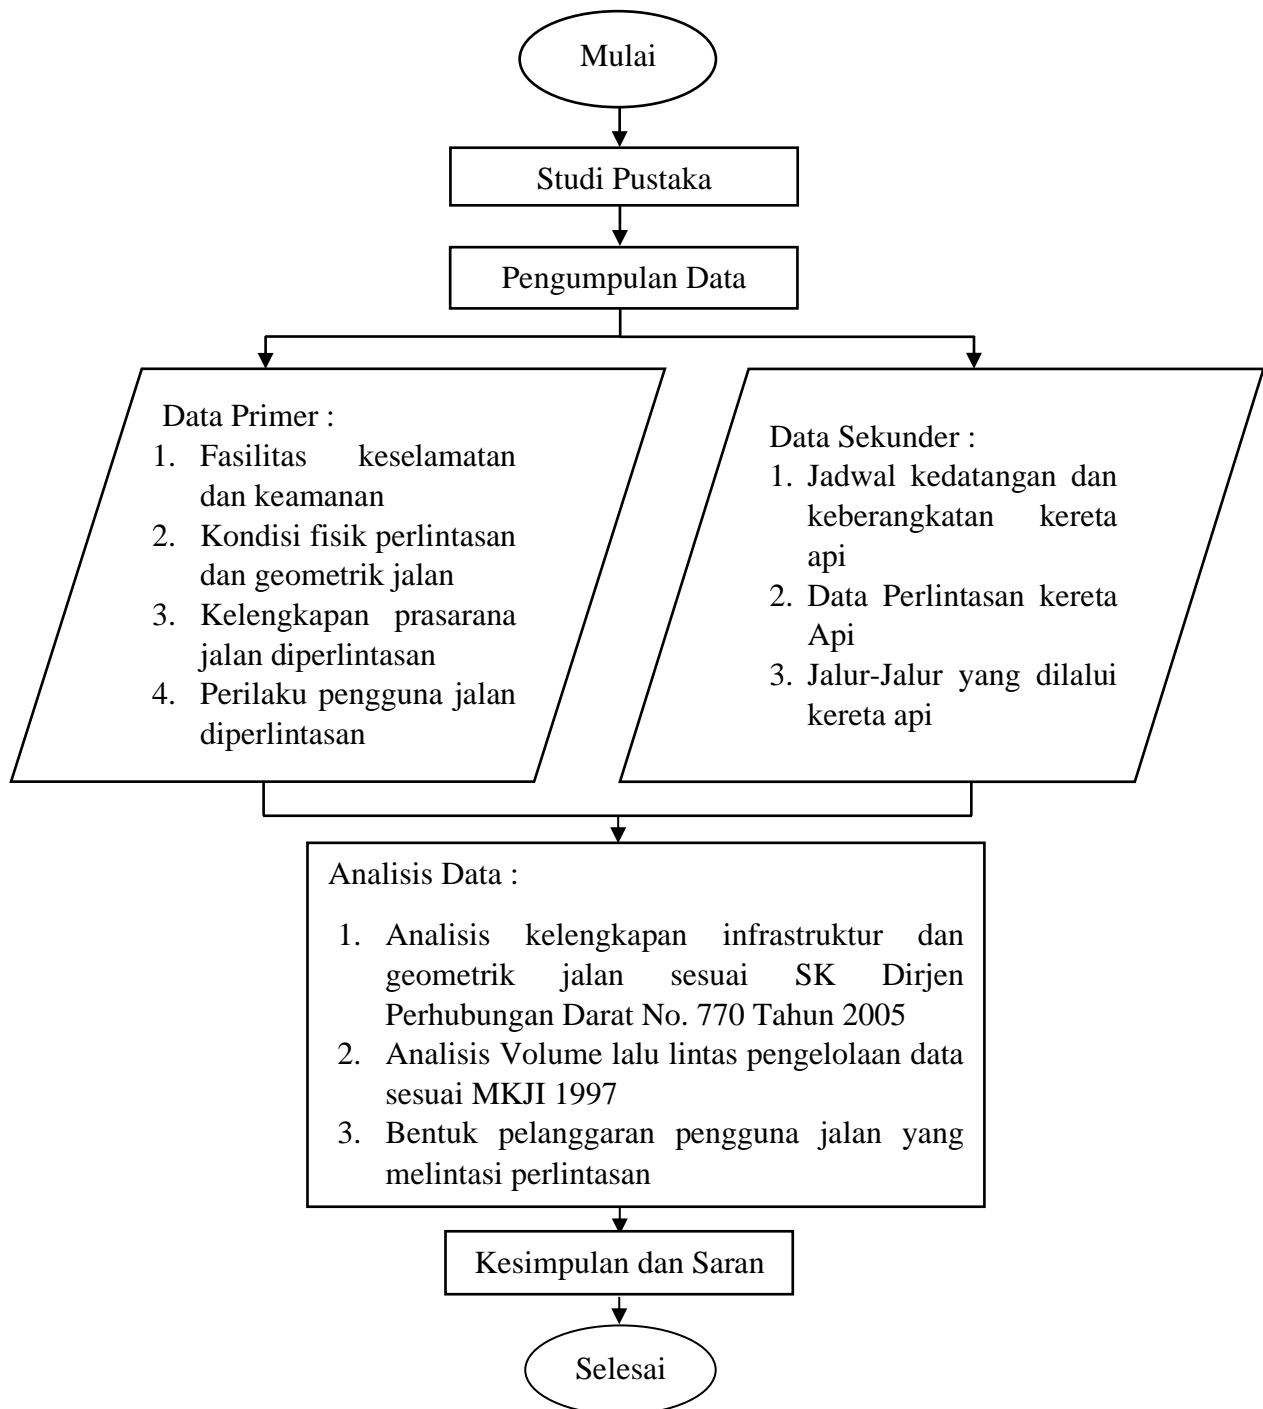 Mulai
Studi Pustaka
Pengumpulan Data
Data Primer :
1. Fasilitas keselamatan
dan keamanan
2. Kondisi fisik perlintasan
dan geometrik jalan
3. Kelengkapan prasarana
jalan diperlintasan
4. Perilaku pengguna jalan
diperlintasan
Data Sekunder :
1. Jadwal kedatangan dan
keberangkatan kereta
api
2. Data Perlintasan kereta
Api
3. Jalur-Jalur yang dilalui
kereta api
Analisis Data :
1. Analisis kelengkapan infrastruktur dan
geometrik jalan sesuai SK Dirjen
Perhubungan Darat No. 770 Tahun 2005
2. Analisis Volume lalu lintas pengelolaan data
sesuai MKJI 1997
3. Bentuk pelanggaran pengguna jalan yang
melintasi perlintasan
Kesimpulan dan Saran
Selesai